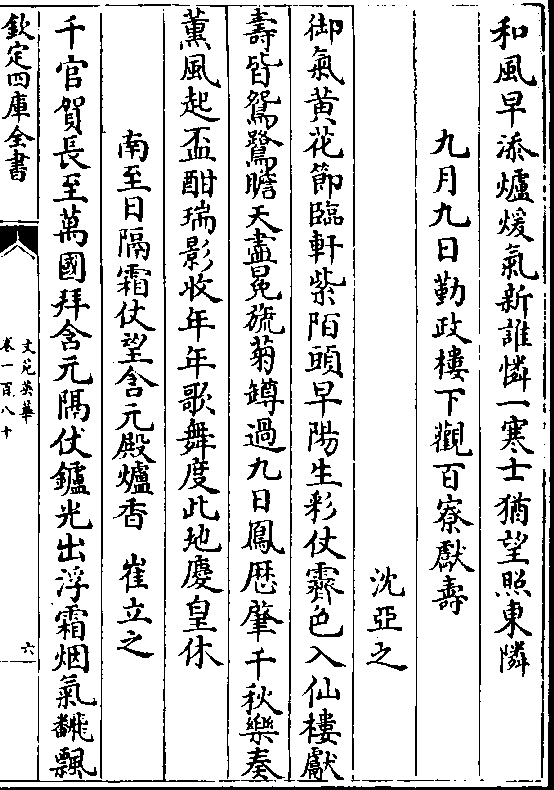 和風早添爐煖氣新誰憐一寒士猶望照東隣
九月九日勤政樓下觀百寮獻壽
沈亞之
御氣黃花節臨軒紫陌頭早陽生彩仗霽色入仙樓獻
壽皆鴛鷺瞻天盡冕旒菊罇過九日鳳歷肇千秋樂奏
薰風起盃酣瑞影收年年歌舞度此地慶皇休
南至日隔霜仗望含元殿爐香 崔立之
千官賀長至萬國拜含元隔仗鑪光出浮霜烟氣飜飄
欽定四庫全書
文苑英華
卷一百八十
六